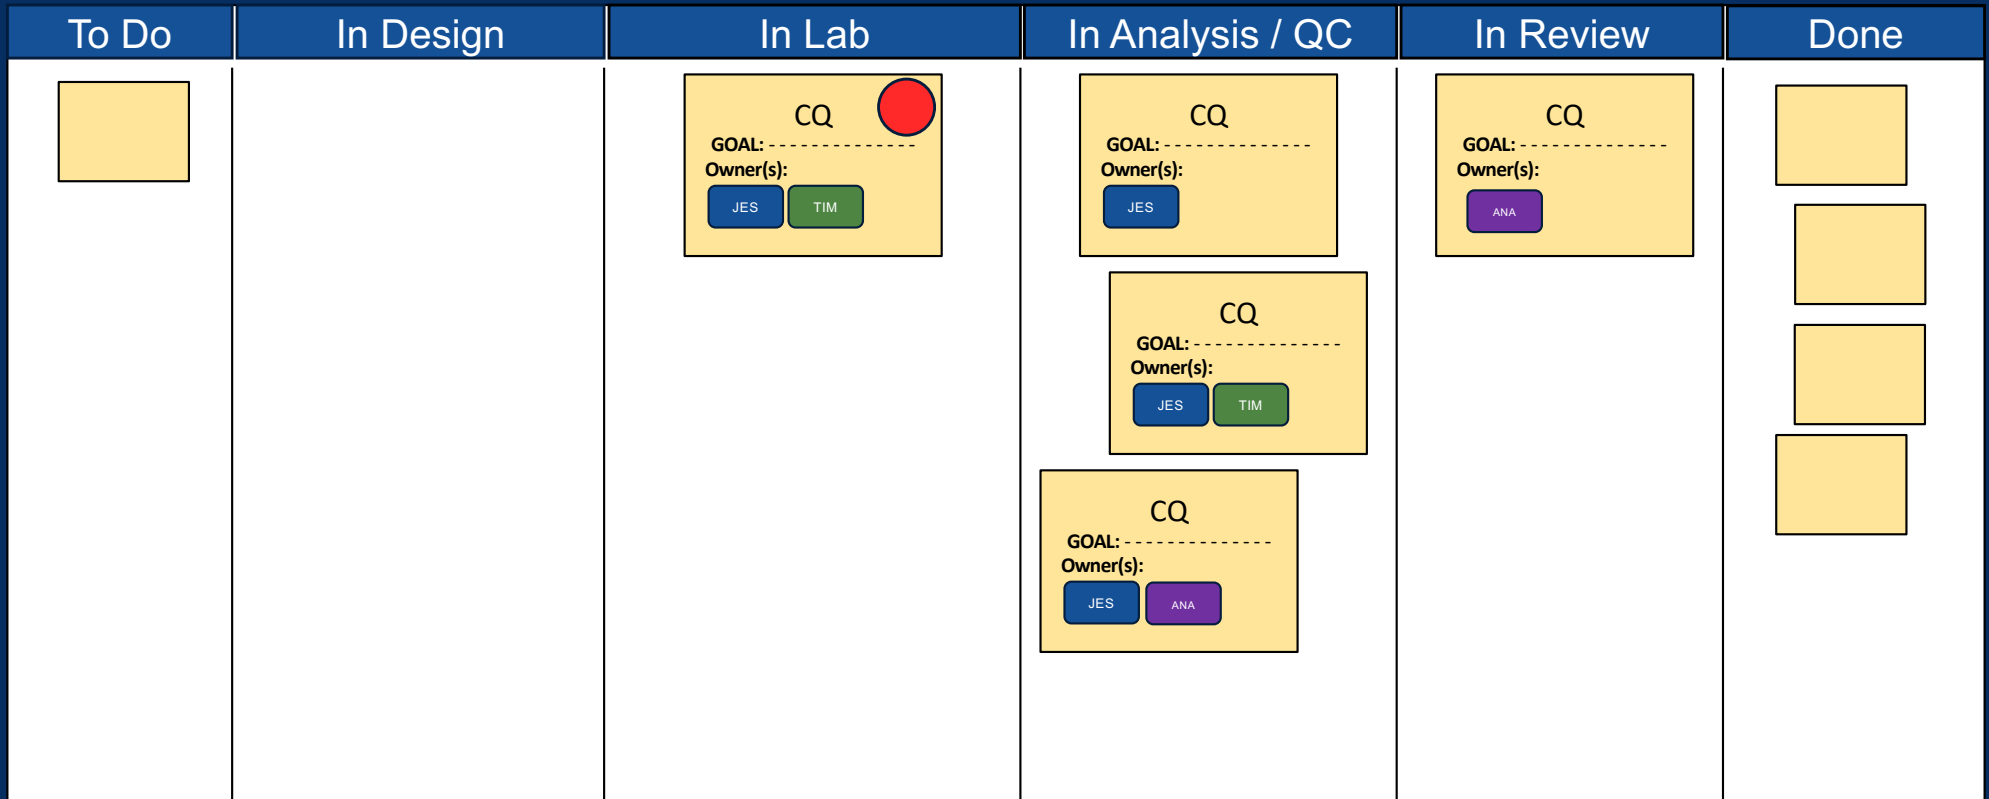 To Do
In Design
In Lab
In Analysis / QC
In Review
Done
CQ
GOAL: - - - - - - - - - - - - - -
Owner(s):
JES TIM
CQ
GOAL: - - - - - - - - - - - - - -
Owner(s):
JES
CQ
GOAL: - - - - - - - - - - - - - -
Owner(s):
JES TIM
CQ
GOAL: - - - - - - - - - - - - - -
Owner(s):
JES ANA
CQ
GOAL: - - - - - - - - - - - - - -
Owner(s):
ANA